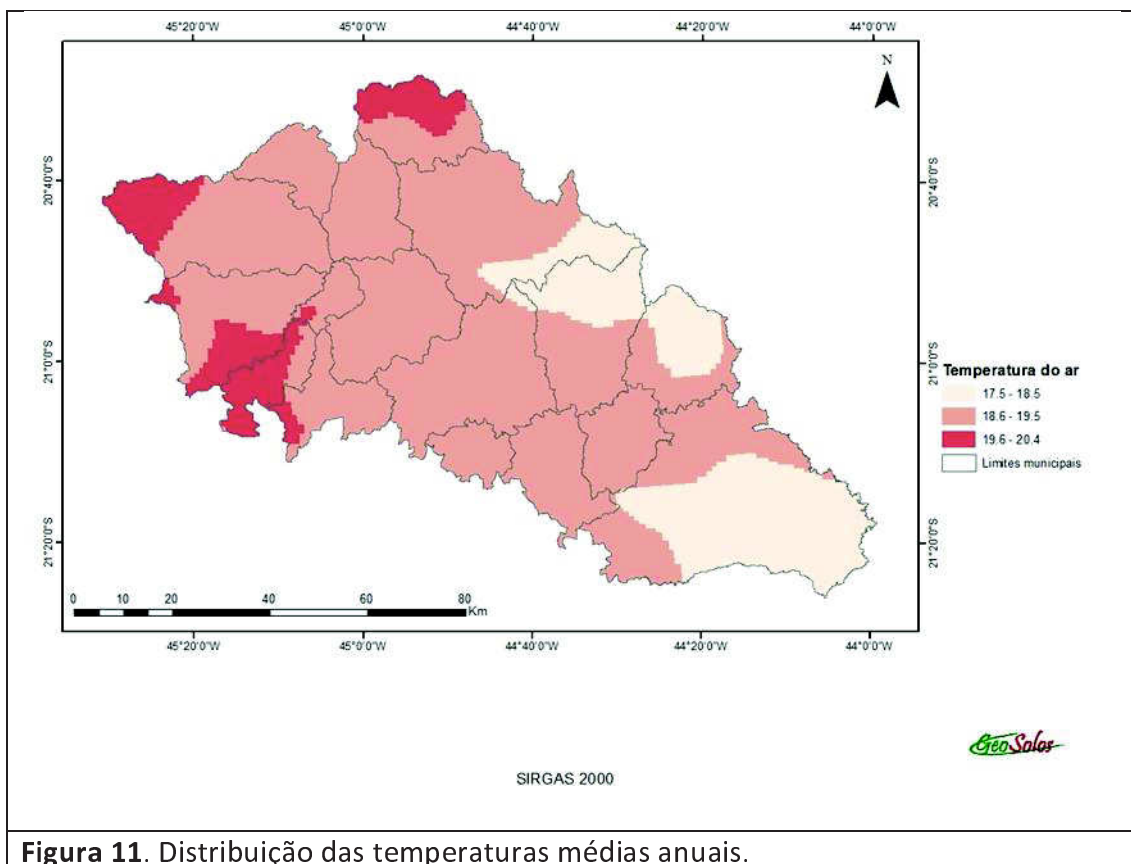 45°20'0"W 45°0'0"W 44°40'0"W 44°20'0"W 44°0'0"W
N
20°40'0"S 20°40'0"S
21°0'0"S 21°0'0"S
21°20'0"S 21°20'0"S
Temperatura do ar
17.5 - 18.5
18.6 - 19.5
19.6 - 20.4
Limites municipais
0 10 20 40 60 80
Km
45°20'0"W 45°0'0"W 44°40'0"W 44°20'0"W 44°0'0"W
GeoSolos
SIRGAS 2000
Figura 11. Distribuição das temperaturas médias anuais.